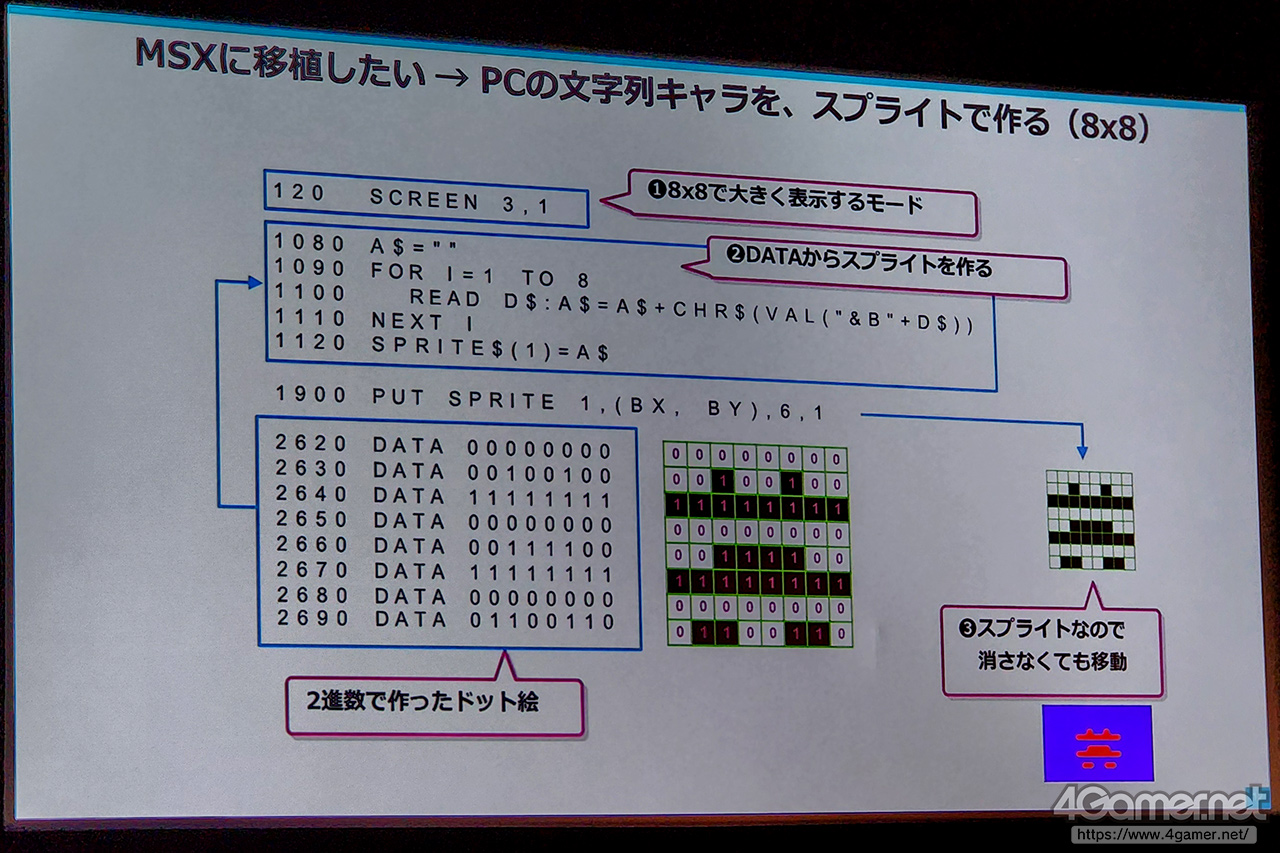 MSXに移植したい → PCの文字列キャラを、スプライトで作る（8x8）
120 SCREEN 3,1
❶8x8で大きく表示するモード
1080 A$=""
❷DATAからスプライトを作る
1090 FOR I=1 TO 8
1100 READ D$:A$=A$+CHR$(VAL("&B"+D$))
1110 NEXT I
1120 SPRITE$(1)=A$
1900 PUT SPRITE 1,(BX, BY),6,1
2620 DATA 00000000
2630 DATA 00100100
2640 DATA 11111111
2650 DATA 00000000
2660 DATA 00111100
2670 DATA 11111111
2680 DATA 00000000
2690 DATA 01100110
0 0 0 0 0 0 0 0
0 0 1 0 0 1 0 0
1 1 1 1 1 1 1 1
0 0 0 0 0 0 0 0
0 0 1 1 1 1 0 0
1 1 1 1 1 1 1 1
0 0 0 0 0 0 0 0
0 1 1 0 0 1 1 0
❸スプライトなので
消さなくても移動
2進数で作ったドット絵
4Gamer.net
https://www.4gamer.net/